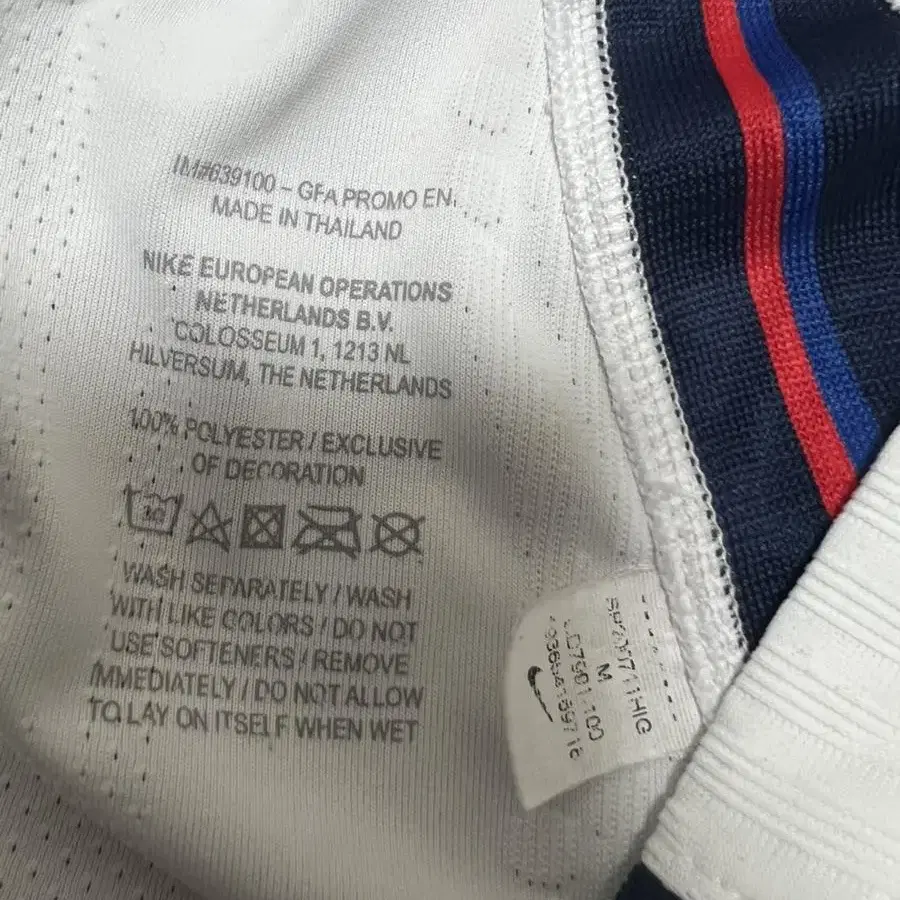 IM#639100 – GFA PROMO EN.
MADE IN THAILAND
NIKE EUROPEAN OPERATIONS
NETHERLANDS B.V.
COLOSSEUM 1, 1213 NL
HILVERSUM, THE NETHERLANDS
100% POLYESTER / EXCLUSIVE
OF DECORATION
WASH SEPARATELY / WASH
WITH LIKE COLORS / DO NOT
USE SOFTENERS / REMOVE
IMMEDIATELY / DO NOT ALLOW
TO LAY ON ITSELF WHEN WET
M